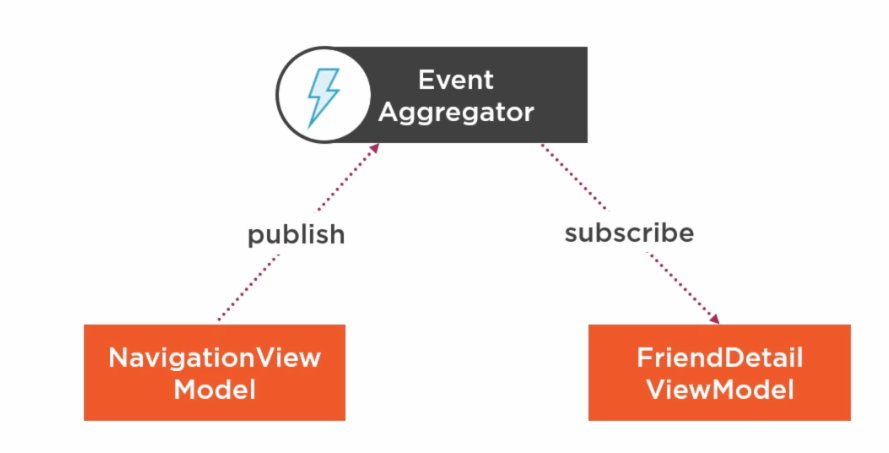 Event
Aggregator
publish
subscribe
NavigationView
Model
FriendDetail
ViewModel